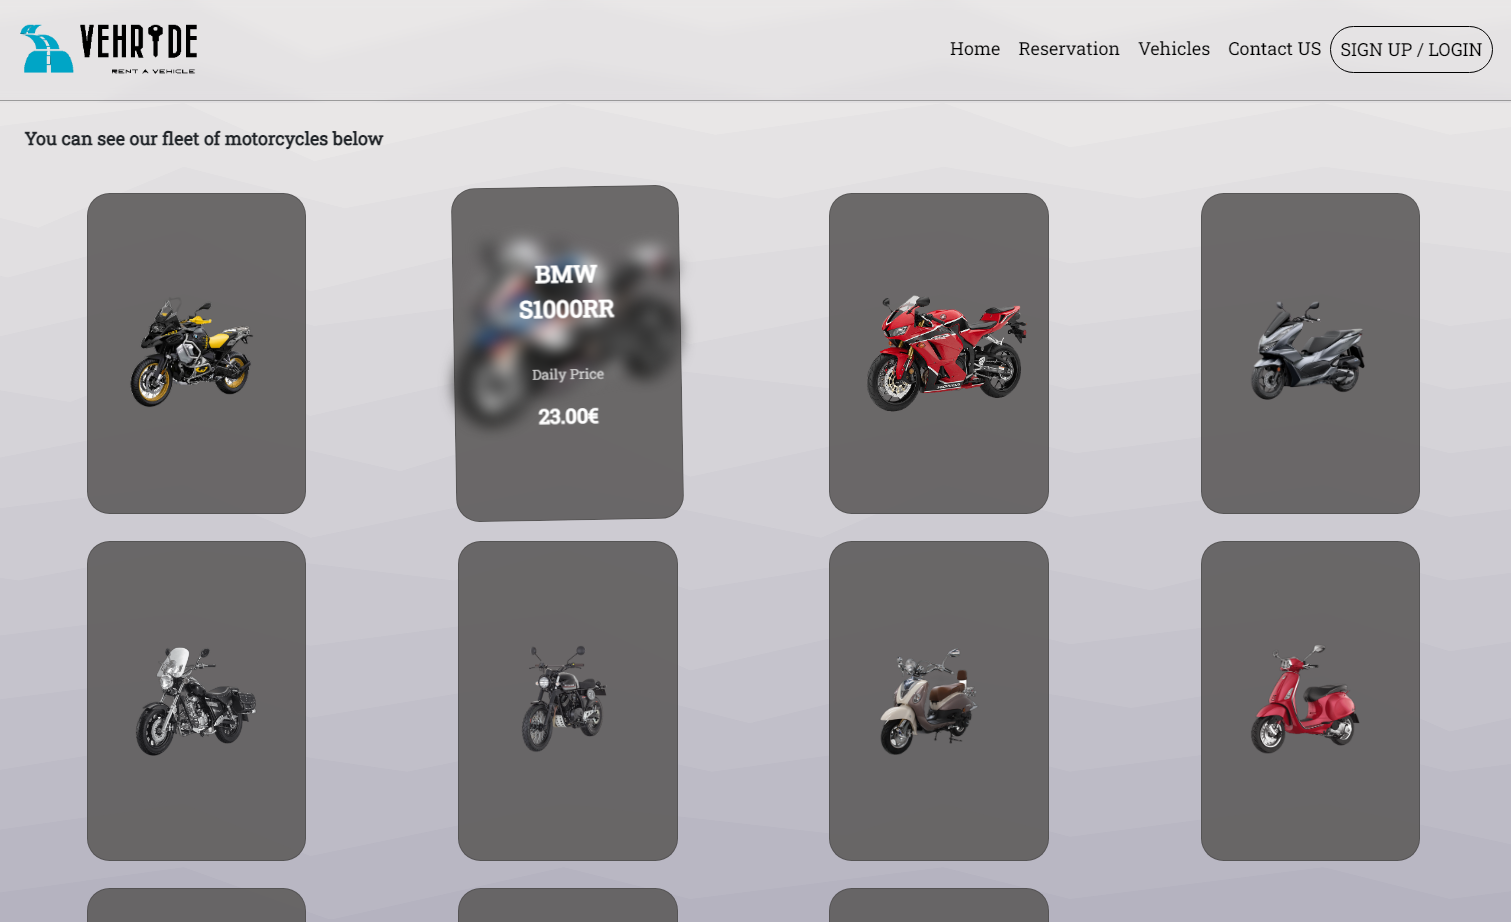 VEHRIDE
RENT A VEHICLE
Home
Reservation
Vehicles
Contact US
SIGN UP / LOGIN
You can see our fleet of motorcycles below
BMW
S1000RR
Daily Price
23.00€
HONDA